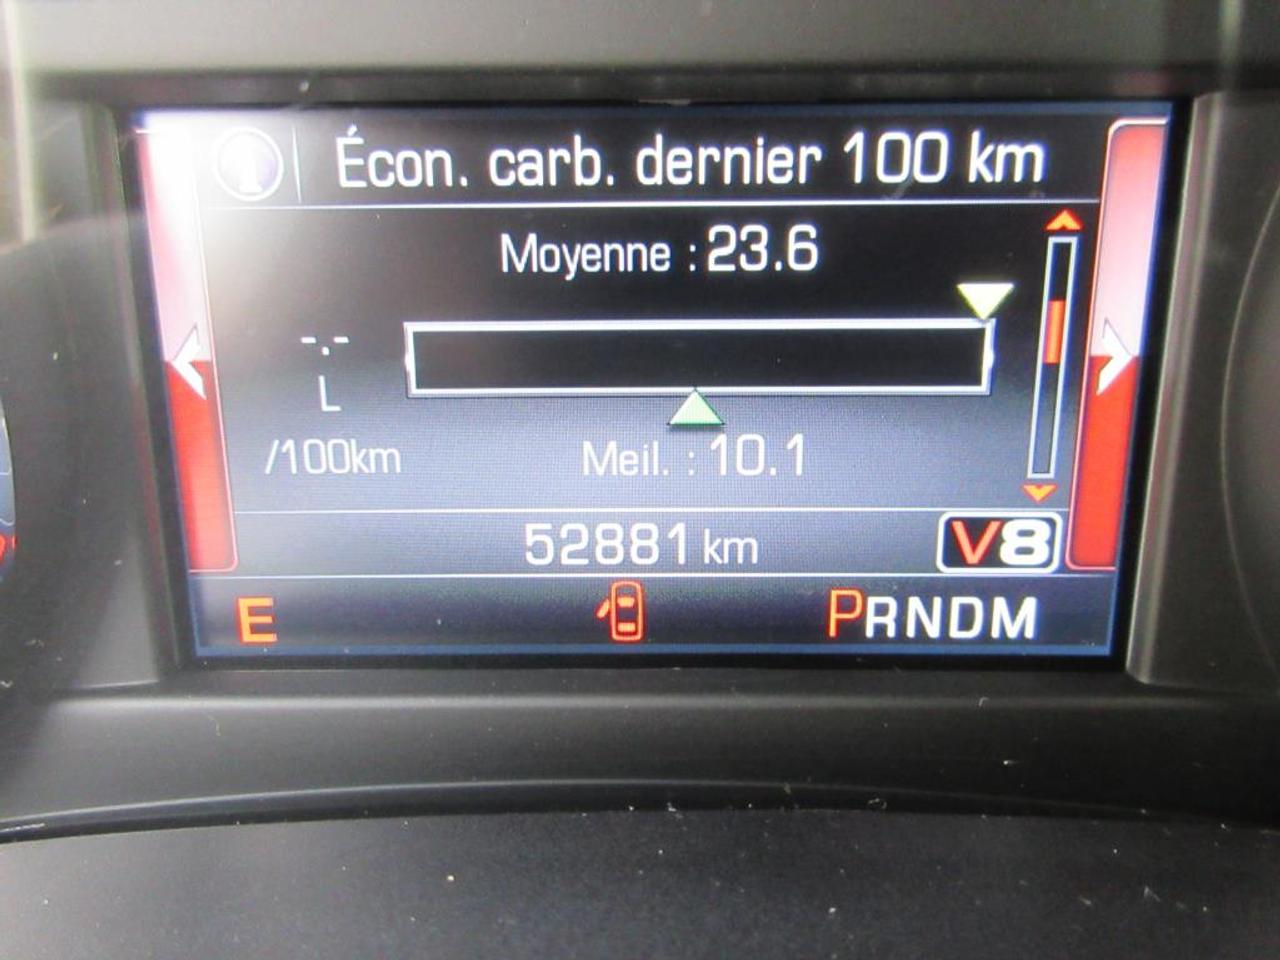 Écon. carb. dernier 100 km
Moyenne : 23.6
-.-
L
/100km
Meil. : 10.1
52881 km
V8
E
PRNDM